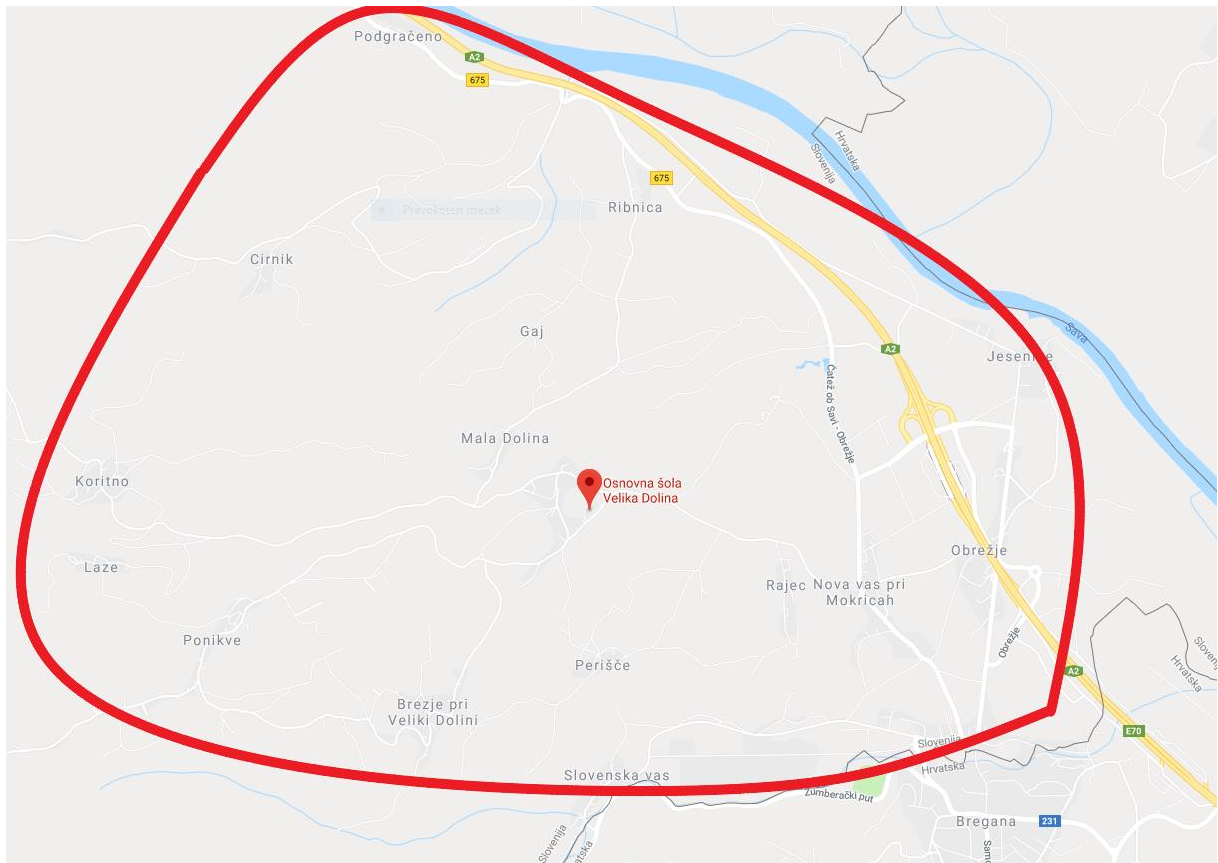 Podgračeno
A2
675
Hrvatska
Slovenija
675
Ribnica
Pravokoten izrezek
Cirnik
Gaj
Sava
A2
Jesenice
Čatež ob Savi - Obrežje
Mala Dolina
Koritno
Osnovna šola
Velika Dolina
Obrežje
Laze
Rajec
Nova vas pri
Mokricah
Ponikve
Obrežje
Perišče
A2
Hrvatska
Brezje pri
Veliki Dolini
E70
Slovenija
Hrvatska
Slovenska vas
Žumberački put
Bregana
231
Slovenija